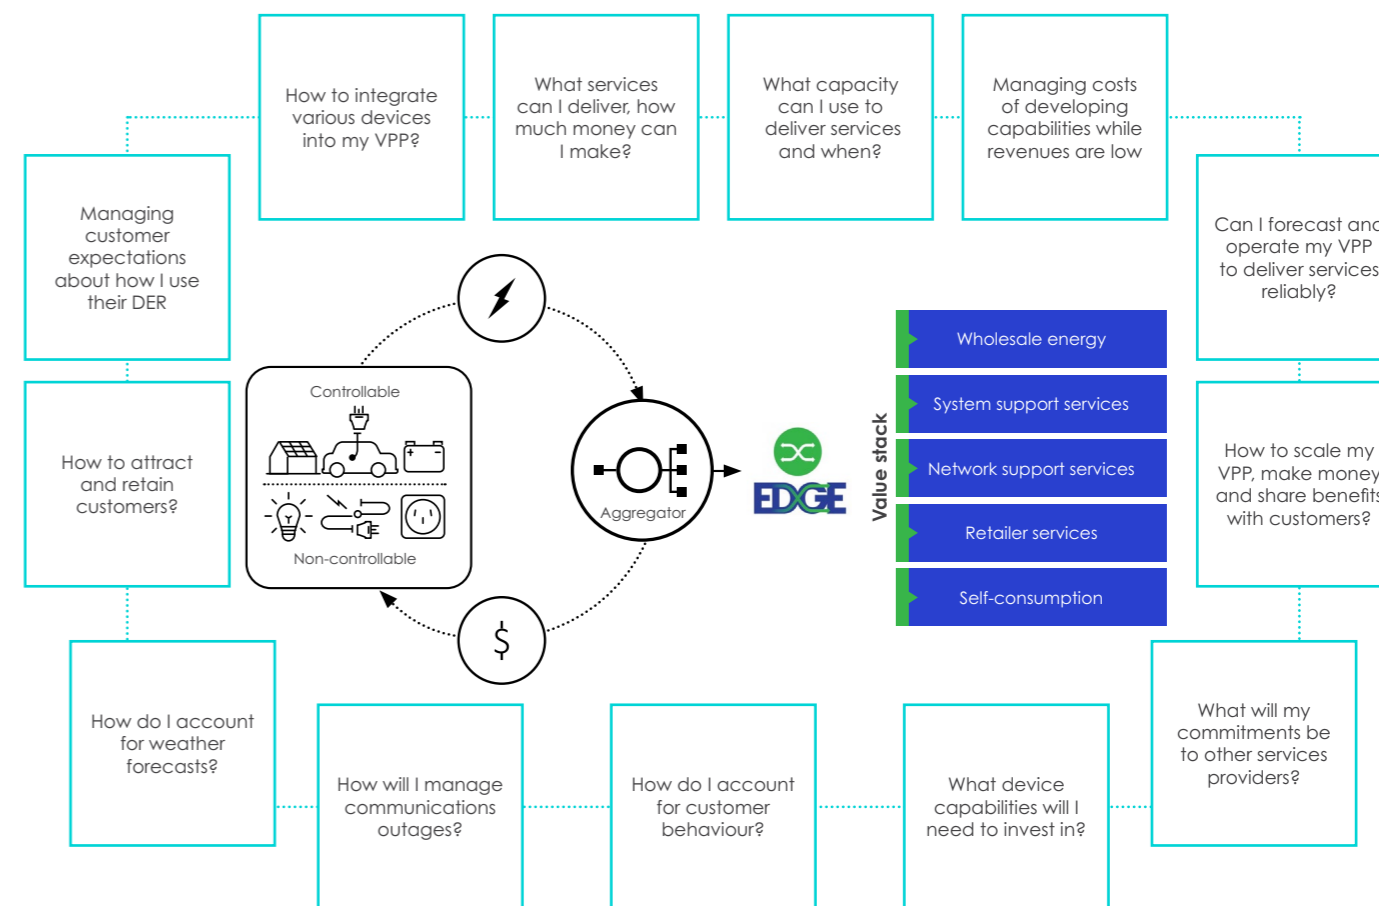 How to integrate
various devices
into my VPP?
What services
can I deliver, how
much money can
I make?
What capacity
can I use to
deliver services
and when?
Managing costs
of developing
capabilities while
revenues are low
Managing
customer
expectations
about how I use
their DER
Can I forecast and
operate my VPP
to deliver services
reliably?
How to attract
and retain
customers?
Controllable
Non-controllable
Aggregator
$
EDGE
Value stack
Wholesale energy
System support services
Network support services
Retailer services
Self-consumption
How to scale my
VPP, make money
and share benefits
with customers?
How do I account
for weather
forecasts?
How will I manage
communications
outages?
How do I account
for customer
behaviour?
What device
capabilities will I
need to invest in?
What will my
commitments be
to other services
providers?